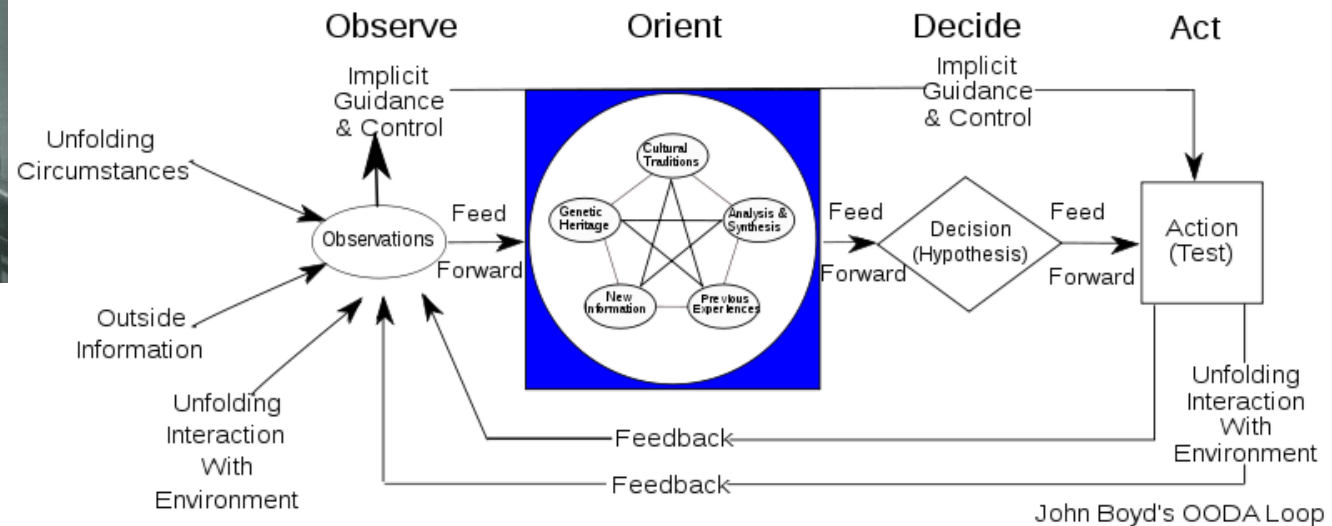 Observe
Orient
Decide
Act
Implicit
Guidance
& Control
Implicit
Guidance
& Control
Unfolding
Circumstances
Observations
Feed
Forward
Cultural
Traditions
Genetic
Heritage
Analysis &
Synthesis
New
Information
Previous
Experiences
Feed
Forward
Decision
(Hypothesis)
Feed
Forward
Action
(Test)
Outside
Information
Unfolding
Interaction
With
Environment
Unfolding
Interaction
With
Environment
Feedback
Feedback
John Boyd's OODA Loop